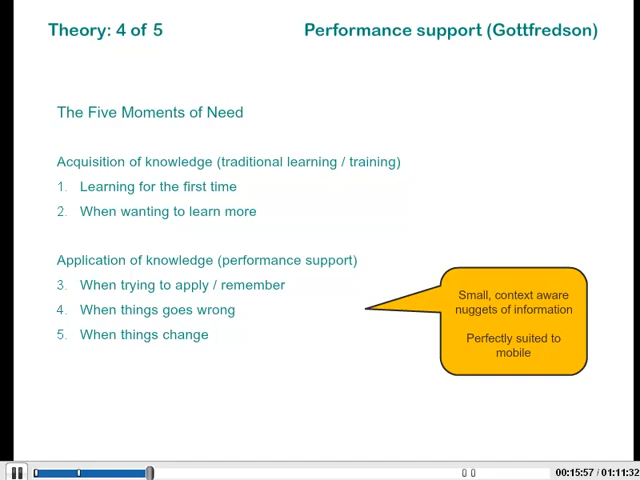 Theory: 4 of 5
Performance support (Gottfredson)
The Five Moments of Need
Acquisition of knowledge (traditional learning / training)
1. Learning for the first time
2. When wanting to learn more
Application of knowledge (performance support)
3. When trying to apply / remember
4. When things goes wrong
5. When things change
Small, context aware
nuggets of information
Perfectly suited to
mobile
00:15:57 / 01:11:32